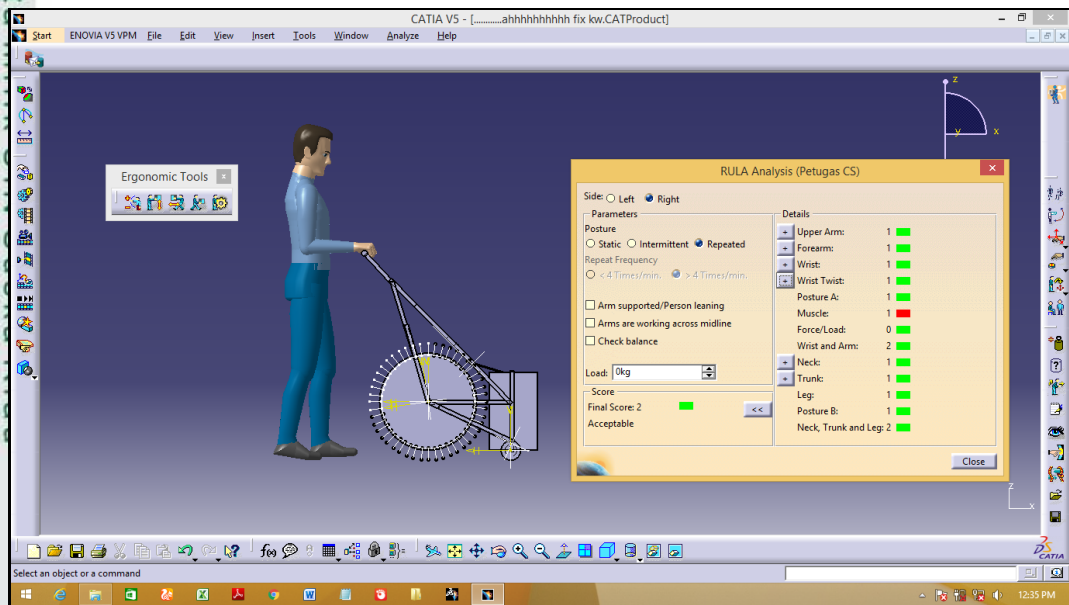 CATIA V5 - [............ahhhhhhhhhh fix kw.CATProduct]
Start ENOVIA V5 VPM File Edit View Insert Tools Window Analyze Help
z
y x
Ergonomic Tools
RULA Analysis (Petugas CS)
Side: Left Right
Parameters
Posture
Static Intermittent Repeated
Repeat Frequency
< 4 Times/min. > 4 Times/min.
Arm supported/Person leaning
Arms are working across midline
Check balance
Load: 0kg
Score
Final Score: 2
Acceptable
<<
Details
+ Upper Arm: 1
+ Forearm: 1
+ Wrist: 1
+ Wrist Twist: 1
Posture A: 1
Muscle: 1
Force/Load: 0
Wrist and Arm: 2
+ Neck: 1
+ Trunk: 1
Leg: 1
Posture B: 1
Neck, Trunk and Leg: 2
Close
z
x
f(x)
CATIA
Select an object or a command
12:35 PM